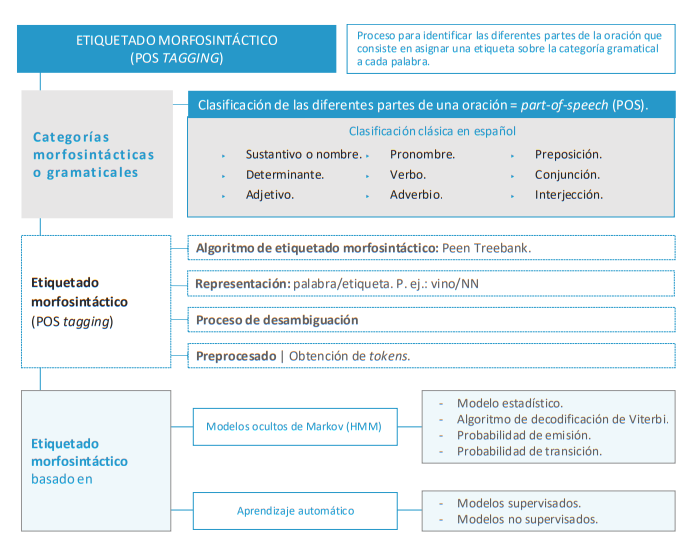 ETIQUETADO MORFOSINTÁCTICO
(POS TAGGING)
Proceso para identificar las diferentes partes de la oración que
consiste en asignar una etiqueta sobre la categoría gramatical
a cada palabra.
Categorías
morfosintácticas
o gramaticales
Clasificación de las diferentes partes de una oración = part-of-speech (POS).
Clasificación clásica en español
▸ Sustantivo o nombre. ▸ Pronombre. ▸ Preposición.
▸ Determinante. ▸ Verbo. ▸ Conjunción.
▸ Adjetivo. ▸ Adverbio. ▸ Interjección.
Etiquetado
morfosintáctico
(POS tagging)
Algoritmo de etiquetado morfosintáctico: Peen Treebank.
Representación: palabra/etiqueta. P. ej.: vino/NN
Proceso de desambiguación
Preprocesado | Obtención de tokens.
Etiquetado
morfosintáctico
basado en
Modelos ocultos de Markov (HMM)
- Modelo estadístico.
- Algoritmo de decodificación de Viterbi.
- Probabilidad de emisión.
- Probabilidad de transición.
Aprendizaje automático
- Modelos supervisados.
- Modelos no supervisados.